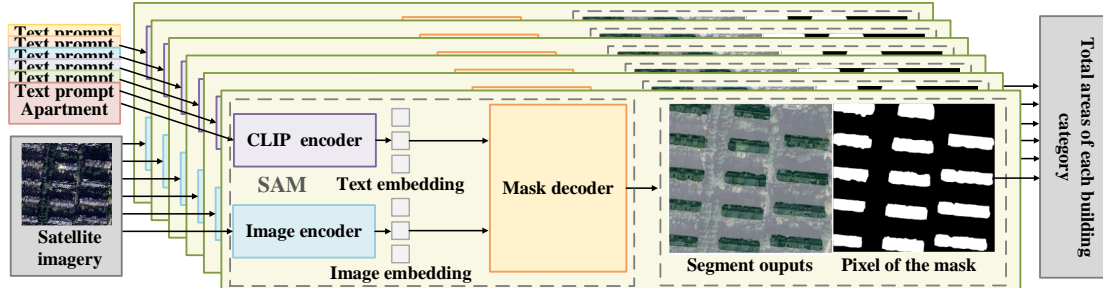 Text prompt
Text prompt
Text prompt
Text prompt
Text prompt
Text prompt
Apartment
Satellite
imagery
CLIP encoder
SAM
Text embedding
Image encoder
Image embedding
Mask decoder
Segment ouputs
Pixel of the mask
Total areas of each building
category